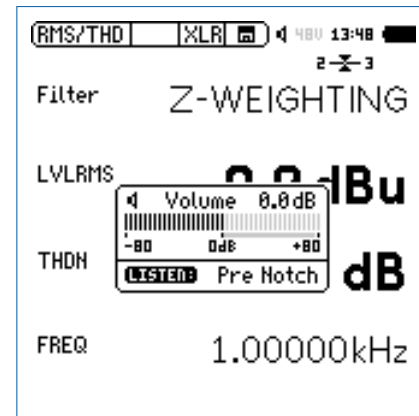 RMS/THD XLR 48V 13:48
2 3
Filter Z-WEIGHTING
LVLRMS dBu
Volume 0.0dB
-80 0dB +80
LISTEN: Pre Notch
THDN dB
FREQ 1.00000kHz